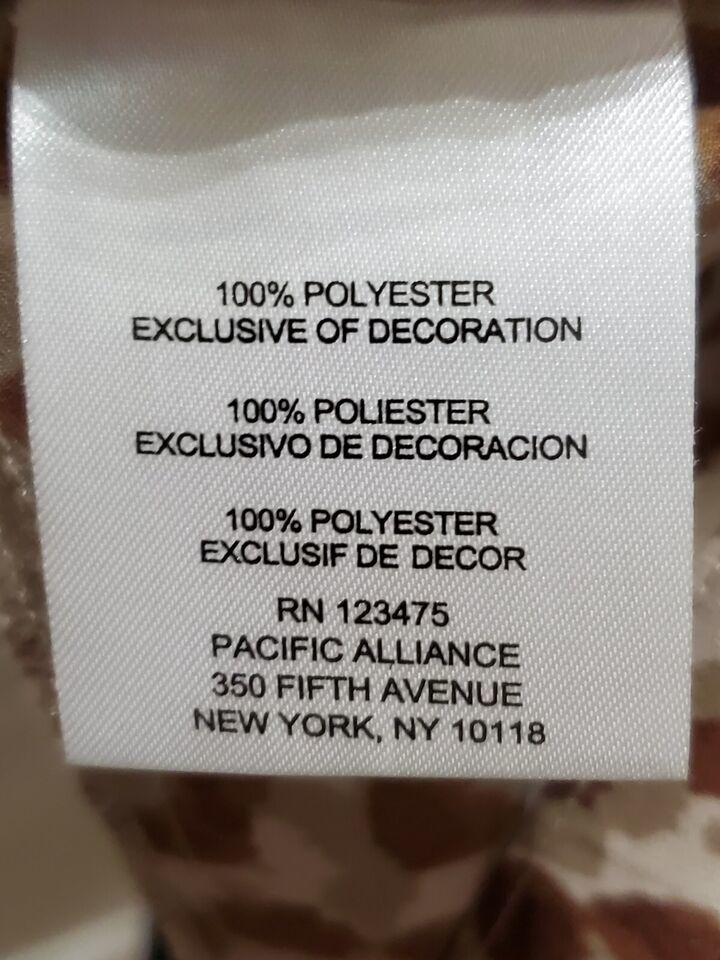 100% POLYESTER
EXCLUSIVE OF DECORATION
100% POLIESTER
EXCLUSIVO DE DECORACION
100% POLYESTER
EXCLUSIF DE DECOR
RN 123475
PACIFIC ALLIANCE
350 FIFTH AVENUE
NEW YORK, NY 10118